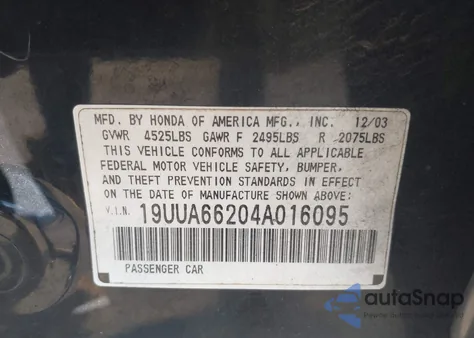 MFD. BY HONDA OF AMERICA MFG., INC. 12/03
GVWR 4525LBS GAWR F 2495LBS R 2075LBS
THIS VEHICLE CONFORMS TO ALL APPLICABLE
FEDERAL MOTOR VEHICLE SAFETY, BUMPER,
AND THEFT PREVENTION STANDARDS IN EFFECT
ON THE DATE OF MANUFACTURE SHOWN ABOVE:
V.I.N. 19UUA66204A016095
PASSENGER CAR
autoSnap